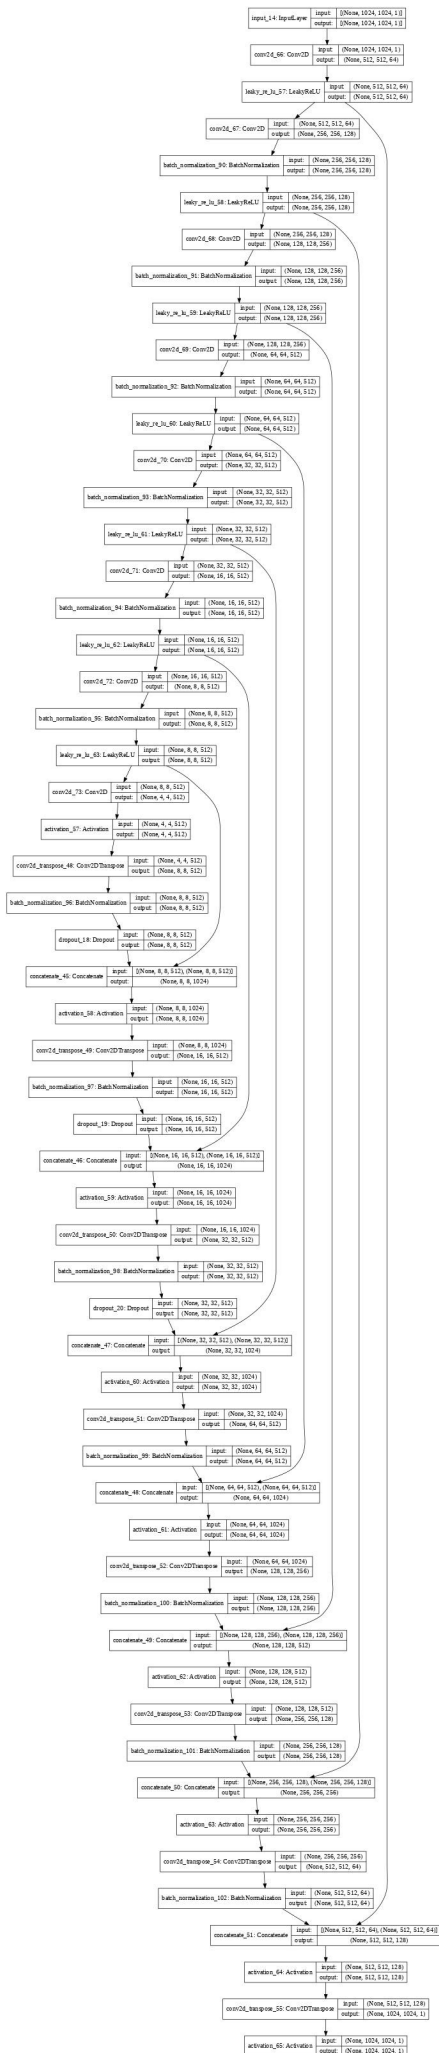 input_14: InputLayer
input: [(None, 1024, 1024, 1)]
output: [(None, 1024, 1024, 1)]
conv2d_66: Conv2D
input: (None, 1024, 1024, 1)
output: (None, 512, 512, 64)
leaky_re_lu_57: LeakyReLU
input: (None, 512, 512, 64)
output: (None, 512, 512, 64)
conv2d_67: Conv2D
input: (None, 512, 512, 64)
output: (None, 256, 256, 128)
batch_normalization_90: BatchNormalization
input: (None, 256, 256, 128)
output: (None, 256, 256, 128)
leaky_re_lu_58: LeakyReLU
input: (None, 256, 256, 128)
output: (None, 256, 256, 128)
conv2d_68: Conv2D
input: (None, 256, 256, 128)
output: (None, 128, 128, 256)
batch_normalization_91: BatchNormalization
input: (None, 128, 128, 256)
output: (None, 128, 128, 256)
leaky_re_lu_59: LeakyReLU
input: (None, 128, 128, 256)
output: (None, 128, 128, 256)
conv2d_69: Conv2D
input: (None, 128, 128, 256)
output: (None, 64, 64, 512)
batch_normalization_92: BatchNormalization
input: (None, 64, 64, 512)
output: (None, 64, 64, 512)
leaky_re_lu_60: LeakyReLU
input: (None, 64, 64, 512)
output: (None, 64, 64, 512)
conv2d_70: Conv2D
input: (None, 64, 64, 512)
output: (None, 32, 32, 512)
batch_normalization_93: BatchNormalization
input: (None, 32, 32, 512)
output: (None, 32, 32, 512)
leaky_re_lu_61: LeakyReLU
input: (None, 32, 32, 512)
output: (None, 32, 32, 512)
conv2d_71: Conv2D
input: (None, 32, 32, 512)
output: (None, 16, 16, 512)
batch_normalization_94: BatchNormalization
input: (None, 16, 16, 512)
output: (None, 16, 16, 512)
leaky_re_lu_62: LeakyReLU
input: (None, 16, 16, 512)
output: (None, 16, 16, 512)
conv2d_72: Conv2D
input: (None, 16, 16, 512)
output: (None, 8, 8, 512)
batch_normalization_95: BatchNormalization
input: (None, 8, 8, 512)
output: (None, 8, 8, 512)
leaky_re_lu_63: LeakyReLU
input: (None, 8, 8, 512)
output: (None, 8, 8, 512)
conv2d_73: Conv2D
input: (None, 8, 8, 512)
output: (None, 4, 4, 512)
activation_57: Activation
input: (None, 4, 4, 512)
output: (None, 4, 4, 512)
conv2d_transpose_48: Conv2DTranspose
input: (None, 4, 4, 512)
output: (None, 8, 8, 512)
batch_normalization_96: BatchNormalization
input: (None, 8, 8, 512)
output: (None, 8, 8, 512)
dropout_18: Dropout
input: (None, 8, 8, 512)
output: (None, 8, 8, 512)
concatenate_45: Concatenate
input: [(None, 8, 8, 512), (None, 8, 8, 512)]
output: (None, 8, 8, 1024)
activation_58: Activation
input: (None, 8, 8, 1024)
output: (None, 8, 8, 1024)
conv2d_transpose_49: Conv2DTranspose
input: (None, 8, 8, 1024)
output: (None, 16, 16, 512)
batch_normalization_97: BatchNormalization
input: (None, 16, 16, 512)
output: (None, 16, 16, 512)
dropout_19: Dropout
input: (None, 16, 16, 512)
output: (None, 16, 16, 512)
concatenate_46: Concatenate
input: [(None, 16, 16, 512), (None, 16, 16, 512)]
output: (None, 16, 16, 1024)
activation_59: Activation
input: (None, 16, 16, 1024)
output: (None, 16, 16, 1024)
conv2d_transpose_50: Conv2DTranspose
input: (None, 16, 16, 1024)
output: (None, 32, 32, 512)
batch_normalization_98: BatchNormalization
input: (None, 32, 32, 512)
output: (None, 32, 32, 512)
dropout_20: Dropout
input: (None, 32, 32, 512)
output: (None, 32, 32, 512)
concatenate_47: Concatenate
input: [(None, 32, 32, 512), (None, 32, 32, 512)]
output: (None, 32, 32, 1024)
activation_60: Activation
input: (None, 32, 32, 1024)
output: (None, 32, 32, 1024)
conv2d_transpose_51: Conv2DTranspose
input: (None, 32, 32, 1024)
output: (None, 64, 64, 512)
batch_normalization_99: BatchNormalization
input: (None, 64, 64, 512)
output: (None, 64, 64, 512)
concatenate_48: Concatenate
input: [(None, 64, 64, 512), (None, 64, 64, 512)]
output: (None, 64, 64, 1024)
activation_61: Activation
input: (None, 64, 64, 1024)
output: (None, 64, 64, 1024)
conv2d_transpose_52: Conv2DTranspose
input: (None, 64, 64, 1024)
output: (None, 128, 128, 256)
batch_normalization_100: BatchNormalization
input: (None, 128, 128, 256)
output: (None, 128, 128, 256)
concatenate_49: Concatenate
input: [(None, 128, 128, 256), (None, 128, 128, 256)]
output: (None, 128, 128, 512)
activation_62: Activation
input: (None, 128, 128, 512)
output: (None, 128, 128, 512)
conv2d_transpose_53: Conv2DTranspose
input: (None, 128, 128, 512)
output: (None, 256, 256, 128)
batch_normalization_101: BatchNormalization
input: (None, 256, 256, 128)
output: (None, 256, 256, 128)
concatenate_50: Concatenate
input: [(None, 256, 256, 128), (None, 256, 256, 128)]
output: (None, 256, 256, 256)
activation_63: Activation
input: (None, 256, 256, 256)
output: (None, 256, 256, 256)
conv2d_transpose_54: Conv2DTranspose
input: (None, 256, 256, 256)
output: (None, 512, 512, 64)
batch_normalization_102: BatchNormalization
input: (None, 512, 512, 64)
output: (None, 512, 512, 64)
concatenate_51: Concatenate
input: [(None, 512, 512, 64), (None, 512, 512, 64)]
output: (None, 512, 512, 128)
activation_64: Activation
input: (None, 512, 512, 128)
output: (None, 512, 512, 128)
conv2d_transpose_55: Conv2DTranspose
input: (None, 512, 512, 128)
output: (None, 1024, 1024, 1)
activation_65: Activation
input: (None, 1024, 1024, 1)
output: (None, 1024, 1024, 1)